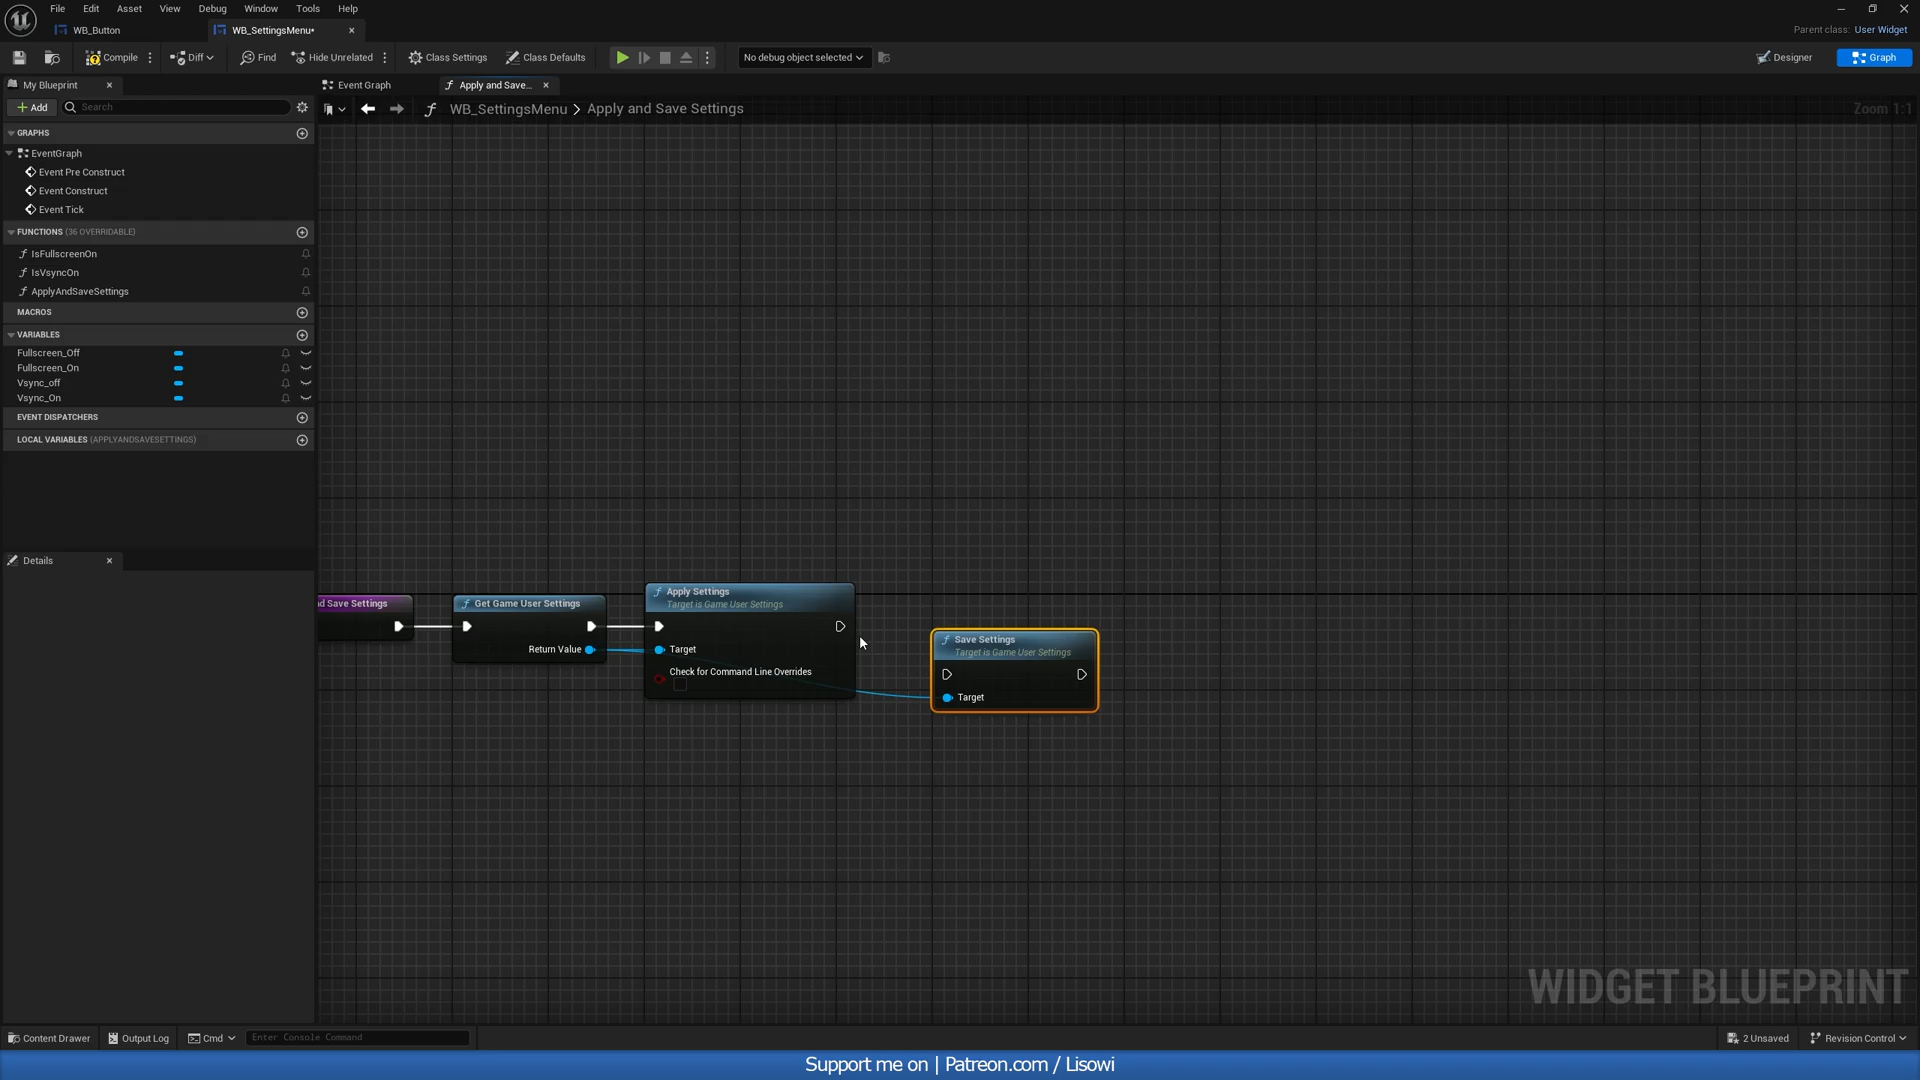 File Edit Asset View Debug Window Tools Help
WB_Button
WB_SettingsMenu*
Parent class: User Widget
Compile
Diff
Find
Hide Unrelated
Class Settings
Class Defaults
No debug object selected
Designer
Graph
My Blueprint
Event Graph
Apply and Save...
Add
Search
WB_SettingsMenu > Apply and Save Settings
Zoom 1:1
GRAPHS
EventGraph
Event Pre Construct
Event Construct
Event Tick
FUNCTIONS (36 OVERRIDABLE)
IsFullscreenOn
IsVsyncOn
ApplyAndSaveSettings
MACROS
VARIABLES
Fullscreen_Off
Fullscreen_On
Vsync_off
Vsync_On
EVENT DISPATCHERS
LOCAL VARIABLES (APPLYANDSAVESETTINGS)
Details
d Save Settings
Get Game User Settings
Return Value
Apply Settings
Target is Game User Settings
Target
Check for Command Line Overrides
Save Settings
Target is Game User Settings
Target
WIDGET BLUEPRINT
Content Drawer
Output Log
Cmd
Enter Console Command
2 Unsaved
Revision Control
Support me on | Patreon.com / Lisowi